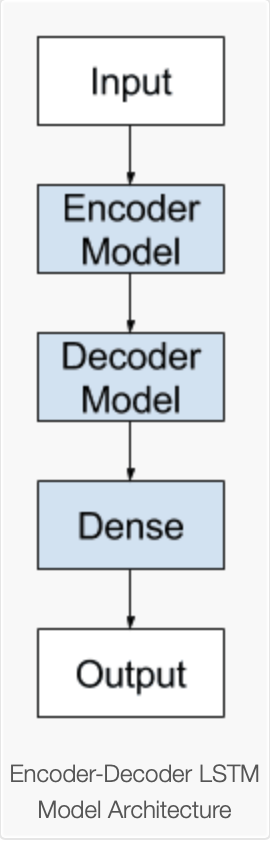 Input
Encoder
Model
Decoder
Model
Dense
Output
Encoder-Decoder LSTM
Model Architecture